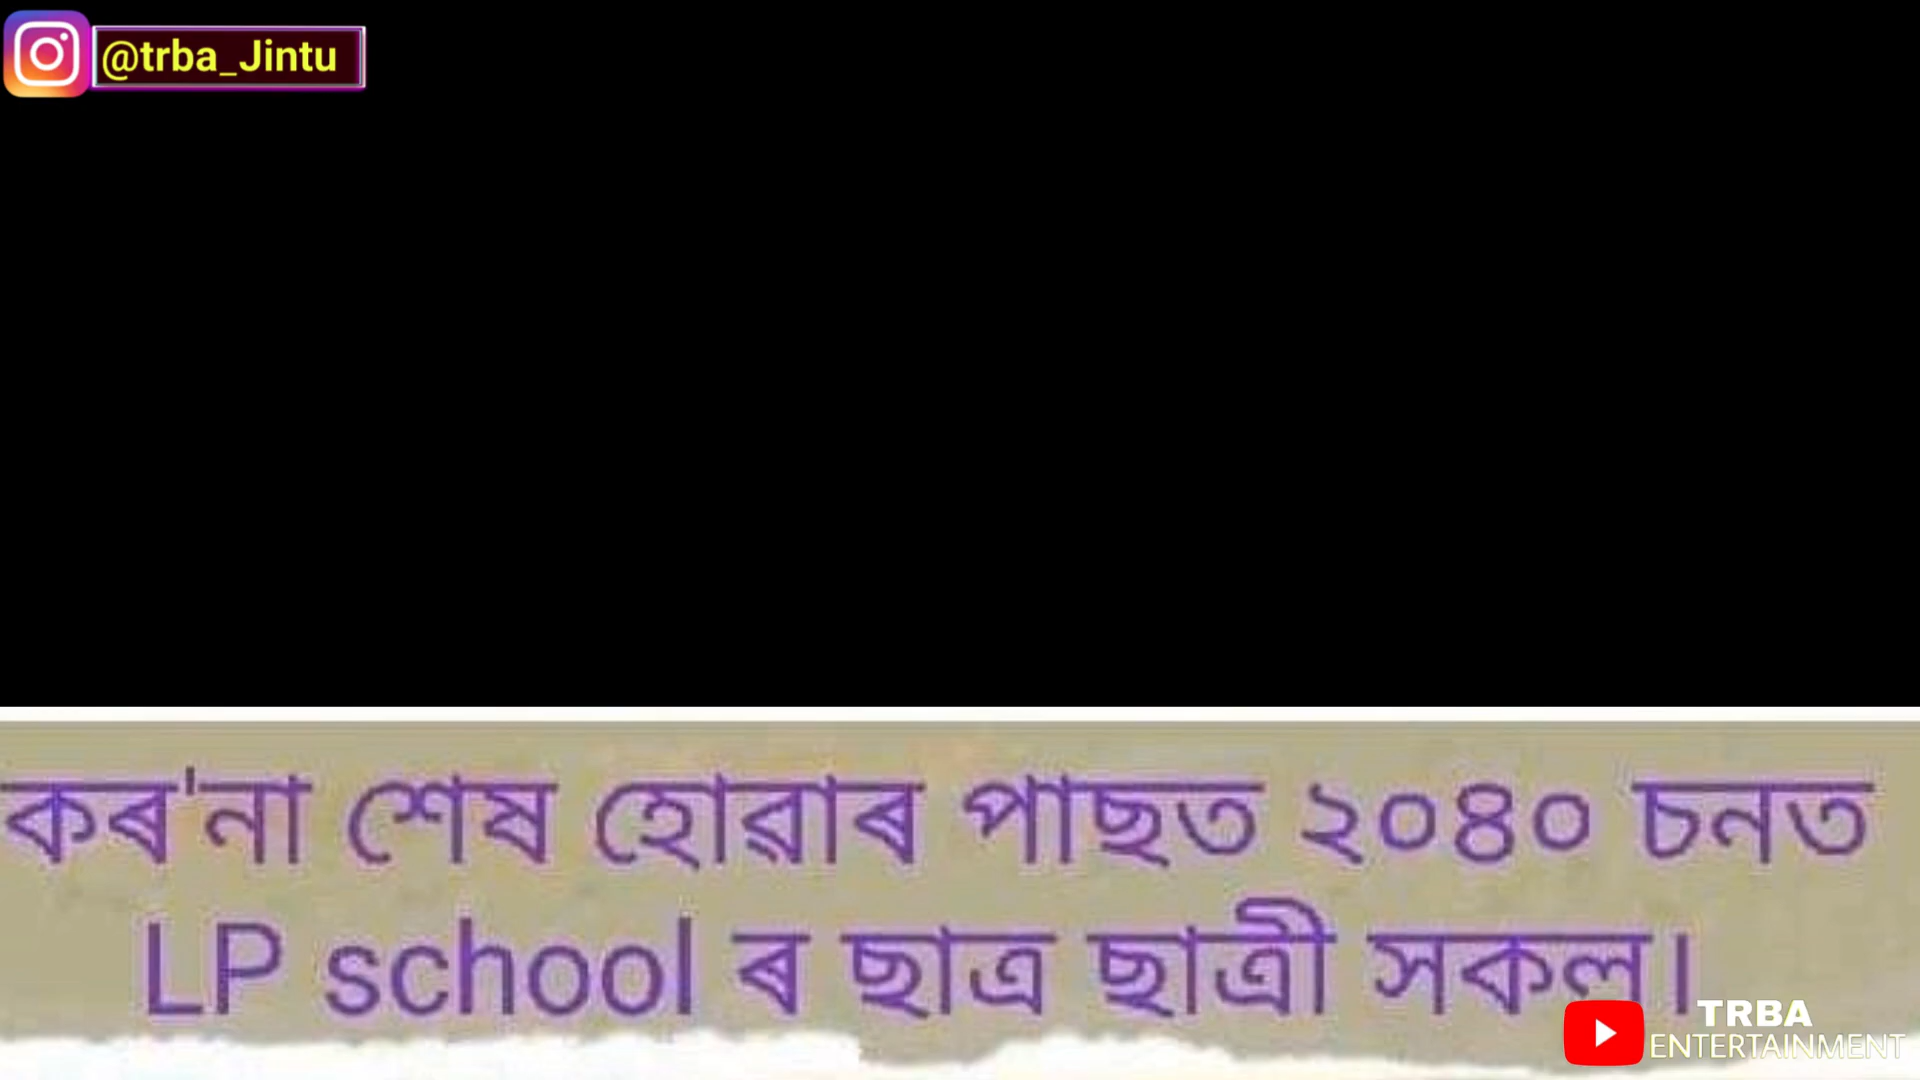 @trba_Jintu
কৰ'না শেষ হোৱাৰ পাছত ২০৪০ চনত
LP school ৰ ছাত্ৰ ছাত্ৰী সকল।
TRBA
ENTERTAINMENT